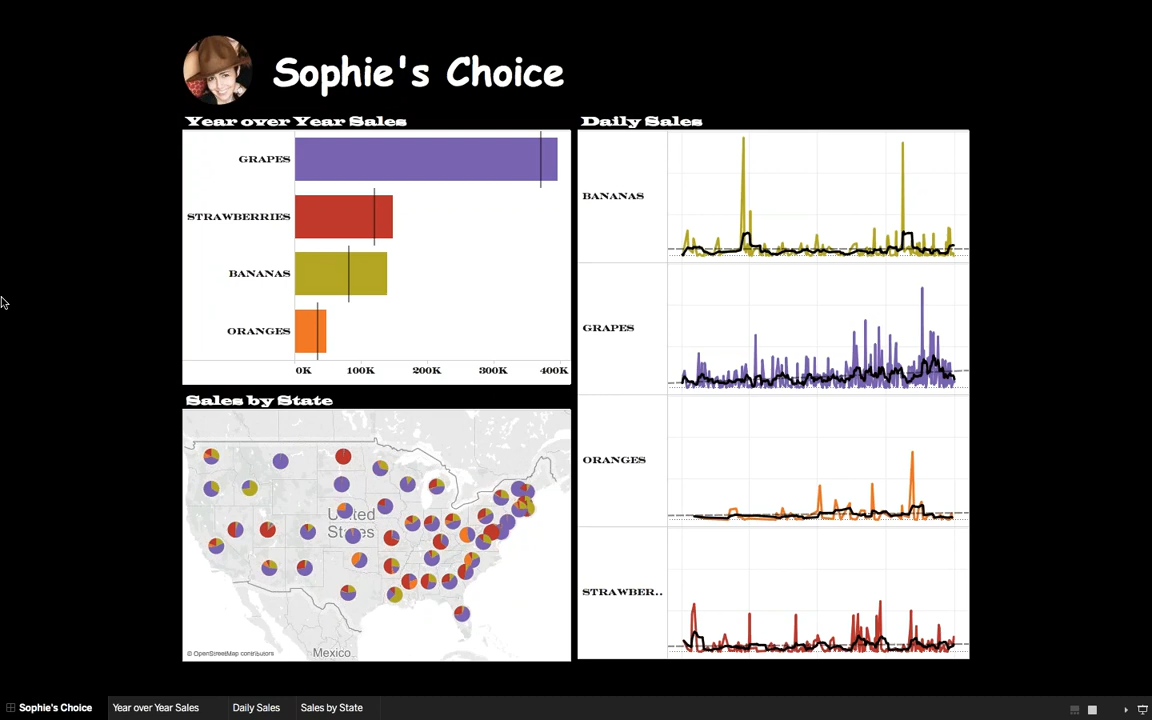 Sophie's Choice
Year over Year Sales
GRAPES
STRAWBERRIES
BANANAS
ORANGES
0K 100K 200K 300K 400K
Sales by State
United
States
Mexico
© OpenStreetMap contributors
Daily Sales
BANANAS
GRAPES
ORANGES
STRAWBER..
Sophie's Choice Year over Year Sales Daily Sales Sales by State